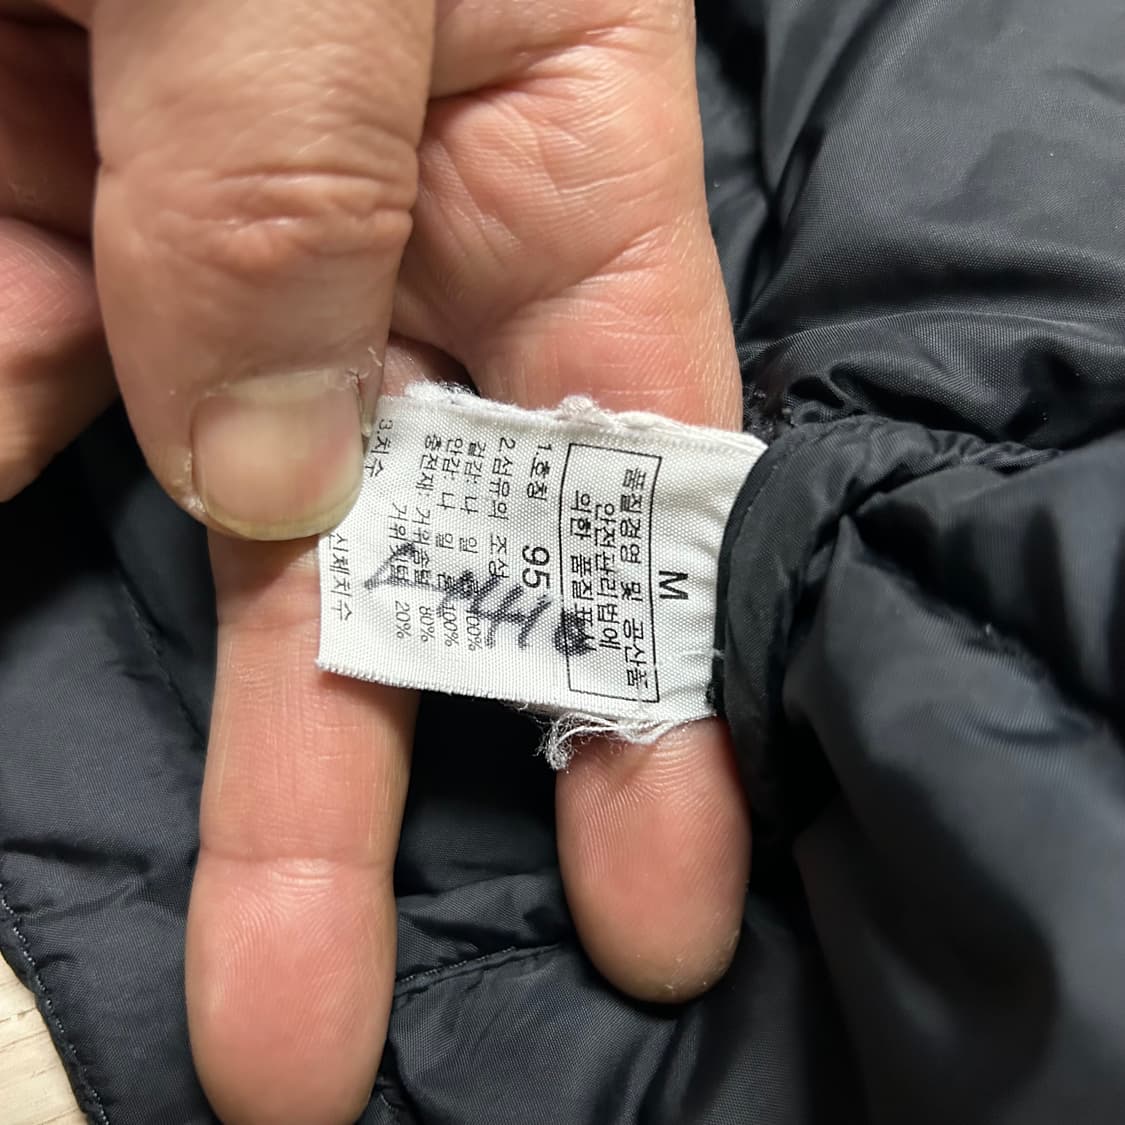 M
품질경영 및 공산품
안전관리법에
의한 품질표시
1.호칭 95
2.섬유의 조성
겉감: 나일론 100%
안감: 나일론 100%
충전재: 거위솜털 80%
거위깃털 20%
3.치수
신체치수